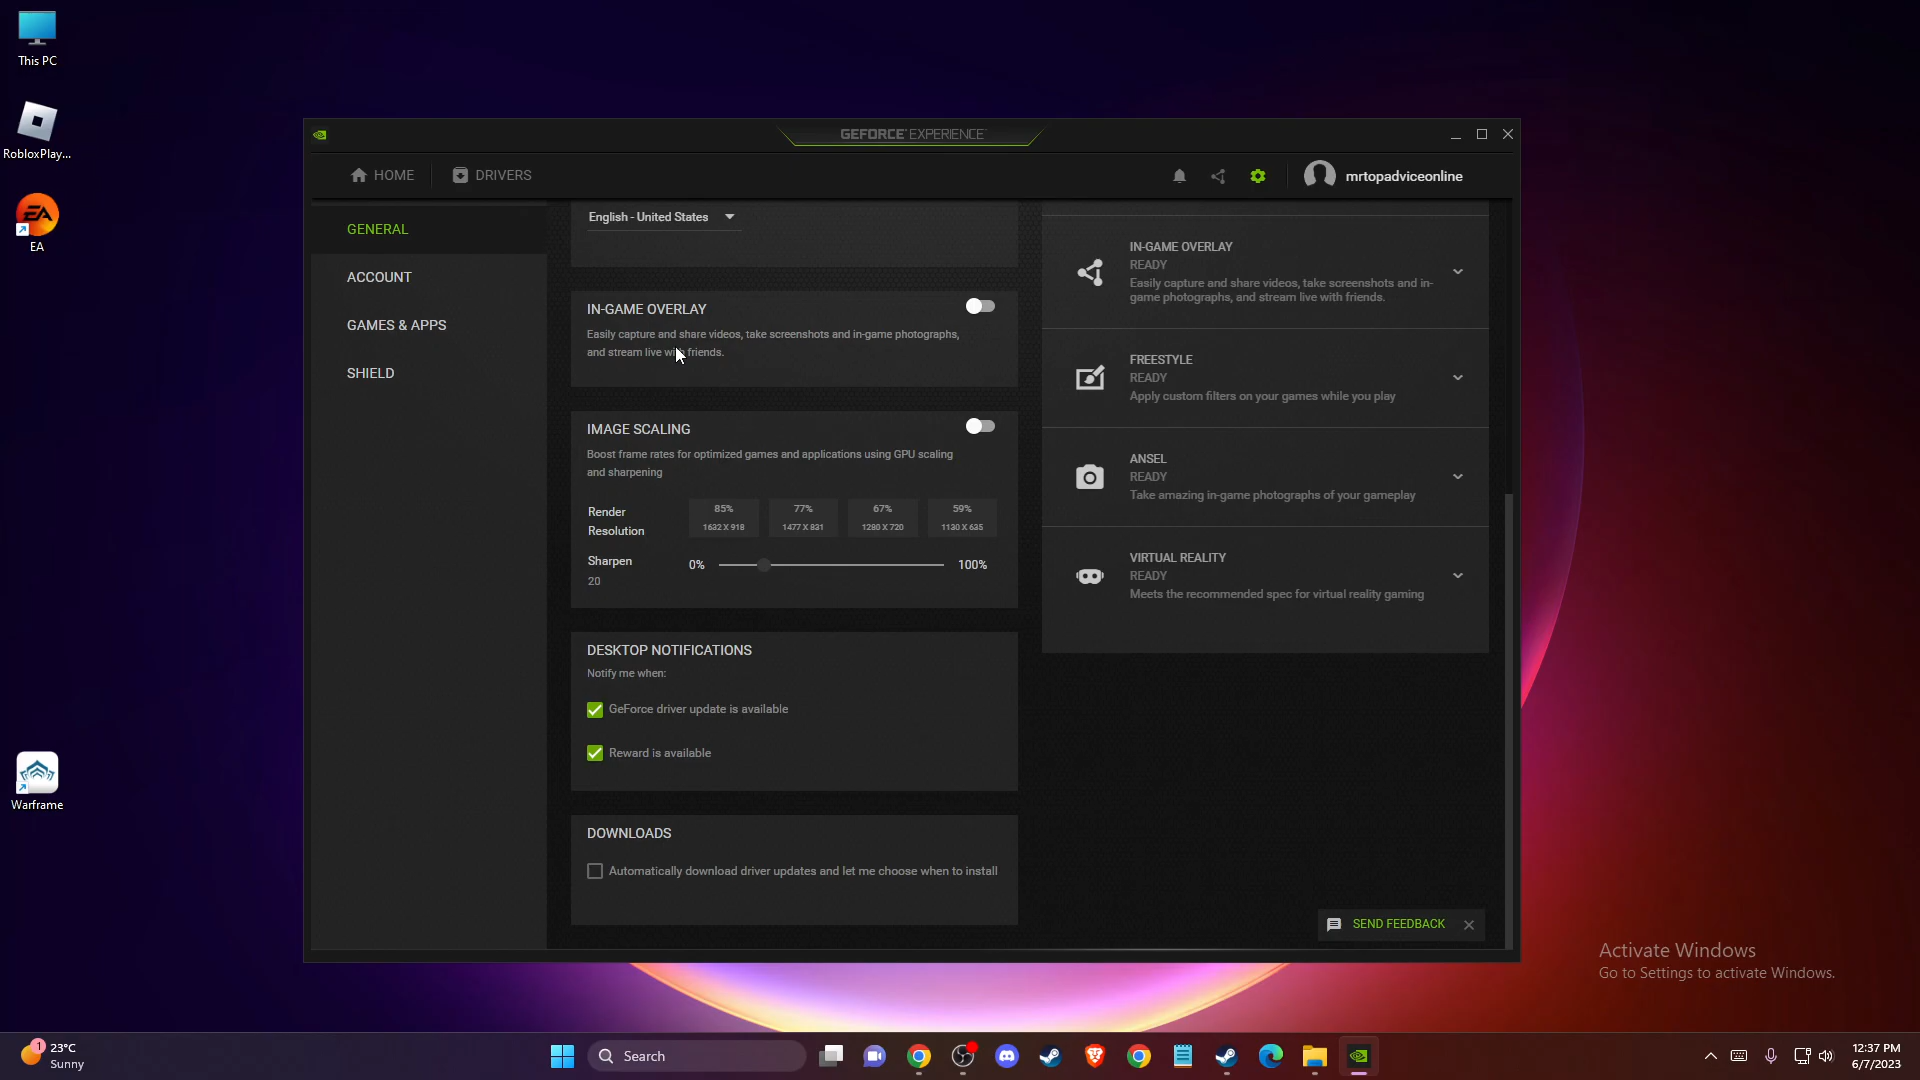 This PC
RobloxPlay...
EA
EA
Warframe
GEFORCE EXPERIENCE
HOME
DRIVERS
mrtopadviceonline
GENERAL
ACCOUNT
GAMES & APPS
SHIELD
English - United States
IN-GAME OVERLAY
Easily capture and share videos, take screenshots and in-game photographs,
and stream live with friends.
IMAGE SCALING
Boost frame rates for optimized games and applications using GPU scaling
and sharpening
Render
Resolution
85%
1632 X 918
77%
1477 X 831
67%
1280 X 720
59%
1130 X 635
Sharpen
20
0%
100%
DESKTOP NOTIFICATIONS
Notify me when:
GeForce driver update is available
Reward is available
DOWNLOADS
Automatically download driver updates and let me choose when to install
IN-GAME OVERLAY
READY
Easily capture and share videos, take screenshots and in-
game photographs, and stream live with friends.
FREESTYLE
READY
Apply custom filters on your games while you play
ANSEL
READY
Take amazing in-game photographs of your gameplay
VIRTUAL REALITY
READY
Meets the recommended spec for virtual reality gaming
SEND FEEDBACK
Activate Windows
Go to Settings to activate Windows.
1
23°C
Sunny
Search
12:37 PM
6/7/2023